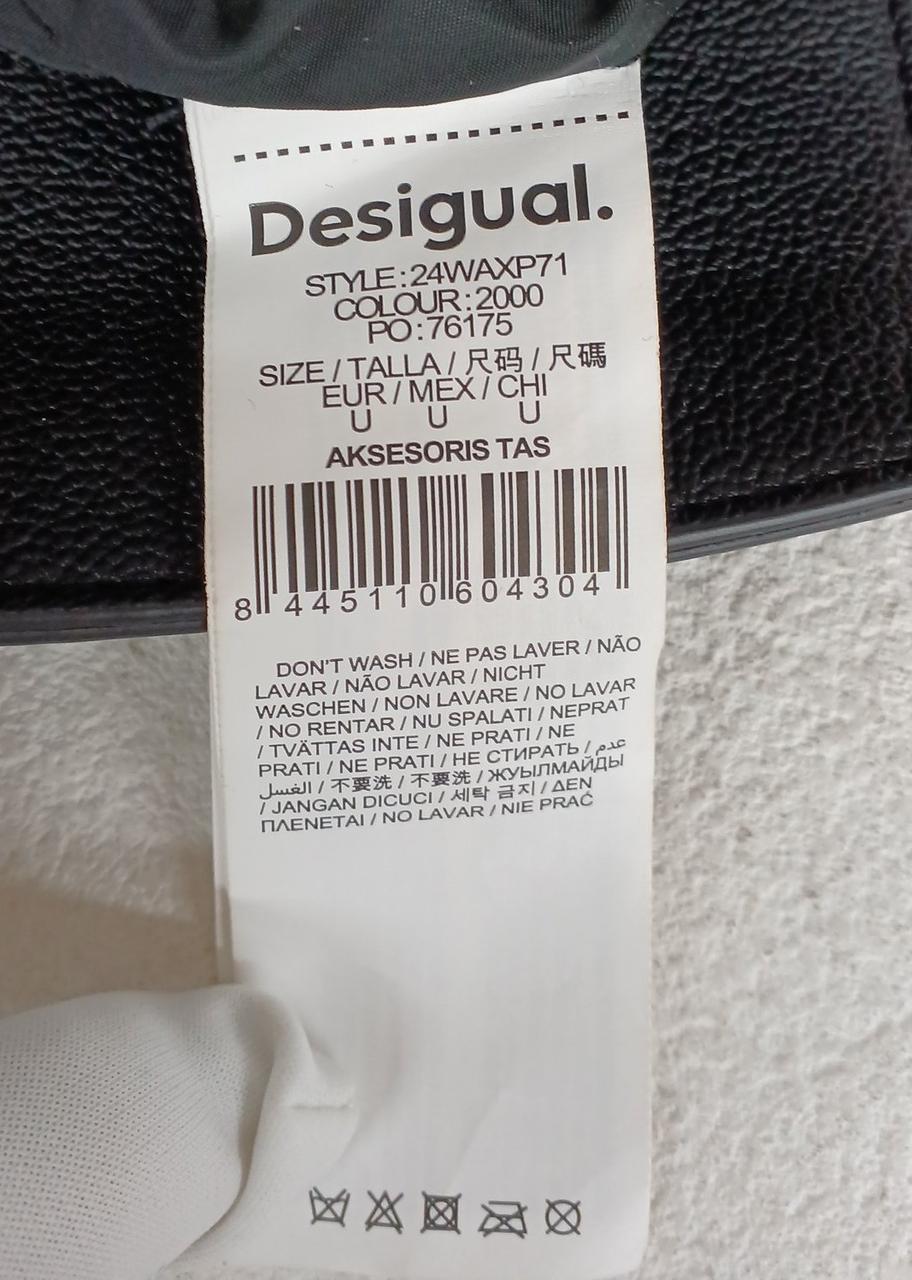 Desigual.
STYLE : 24WAXP71
COLOUR : 2000
PO : 76175
SIZE / TALLA / 尺码 / 尺碼
EUR / MEX / CHI
U U U
AKSESORIS TAS
8 445110 604304
DON'T WASH / NE PAS LAVER / NÃO
LAVAR / NÃO LAVAR / NICHT
WASCHEN / NON LAVARE / NO LAVAR
/ NO RENTAR / NU SPALATI / NEPRAT
/ TVÄTTAS INTE / NE PRATI / NE
PRATI / NE PRATI / НЕ СТИРАТЬ / عدم
الغسل / 不要洗 / 不要洗 / ЖУЫЛМАЙДЫ
/ JANGAN DICUCI / 세탁 금지 / ΔΕΝ
ΠΛΕΝΕΤΑΙ / NO LAVAR / NIE PRAĆ